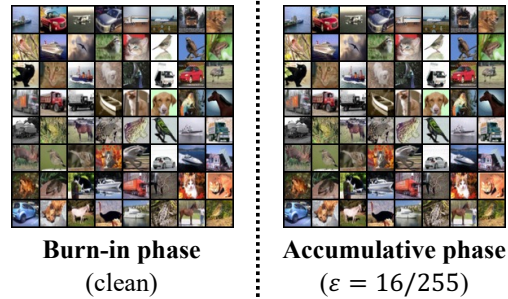 Burn-in phase
(clean)
Accumulative phase
(ε = 16/255)